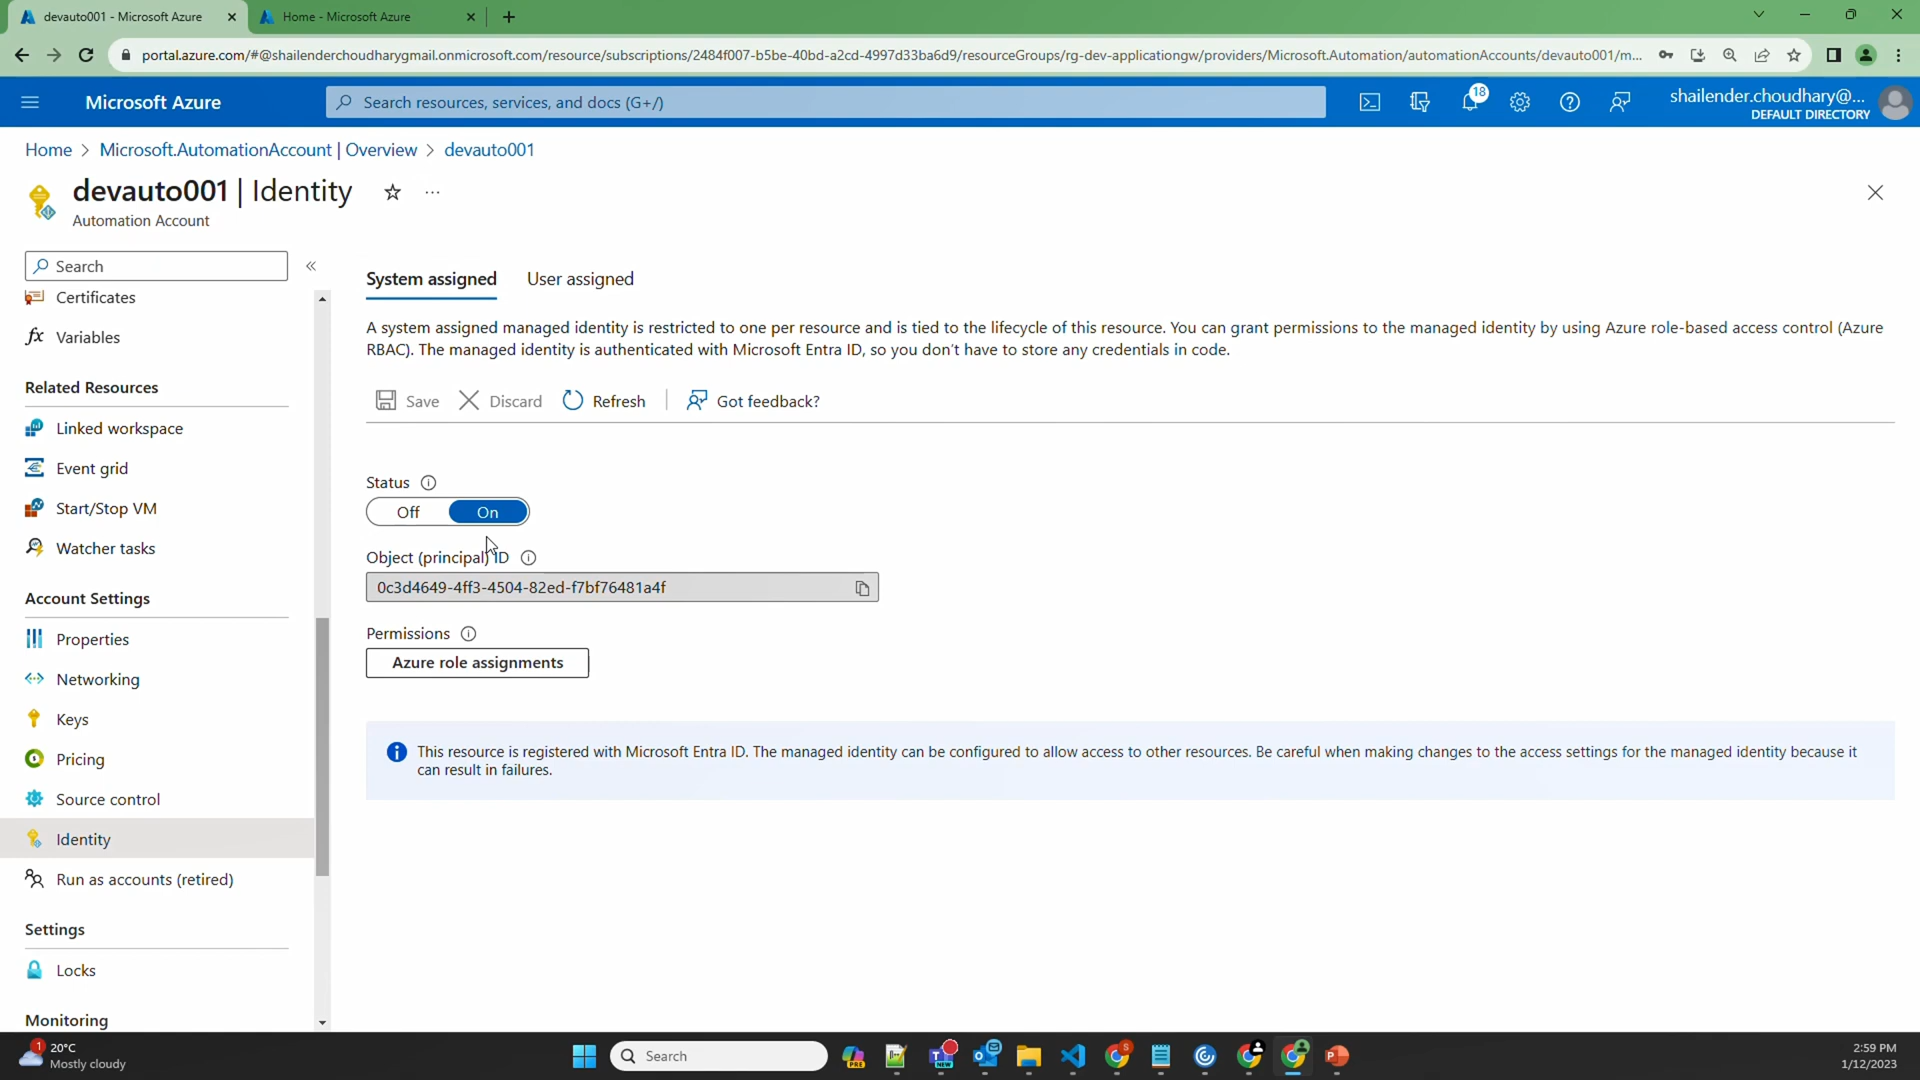 devauto001 - Microsoft Azure
Home - Microsoft Azure
portal.azure.com/#@shailenderchoudharygmail.onmicrosoft.com/resource/subscriptions/2484f007-b5be-40bd-a2cd-4997d33ba6d9/resourceGroups/rg-dev-applicationgw/providers/Microsoft.Automation/automationAccounts/devauto001/m...
Microsoft Azure
Search resources, services, and docs (G+/)
18
shailender.choudhary@...
DEFAULT DIRECTORY
Home > Microsoft.AutomationAccount | Overview > devauto001
devauto001 | Identity
Automation Account
Search
Certificates
Variables
Related Resources
Linked workspace
Event grid
Start/Stop VM
Watcher tasks
Account Settings
Properties
Networking
Keys
Pricing
Source control
Identity
Run as accounts (retired)
Settings
Locks
Monitoring
System assigned
User assigned
A system assigned managed identity is restricted to one per resource and is tied to the lifecycle of this resource. You can grant permissions to the managed identity by using Azure role-based access control (Azure
RBAC). The managed identity is authenticated with Microsoft Entra ID, so you don't have to store any credentials in code.
Save Discard Refresh Got feedback?
Status
Off On
Object (principal) ID
0c3d4649-4ff3-4504-82ed-f7bf76481a4f
Permissions
Azure role assignments
This resource is registered with Microsoft Entra ID. The managed identity can be configured to allow access to other resources. Be careful when making changes to the access settings for the managed identity because it
can result in failures.
1
20°C
Mostly cloudy
Search
PRE
NEW
S
2:59 PM
1/12/2023